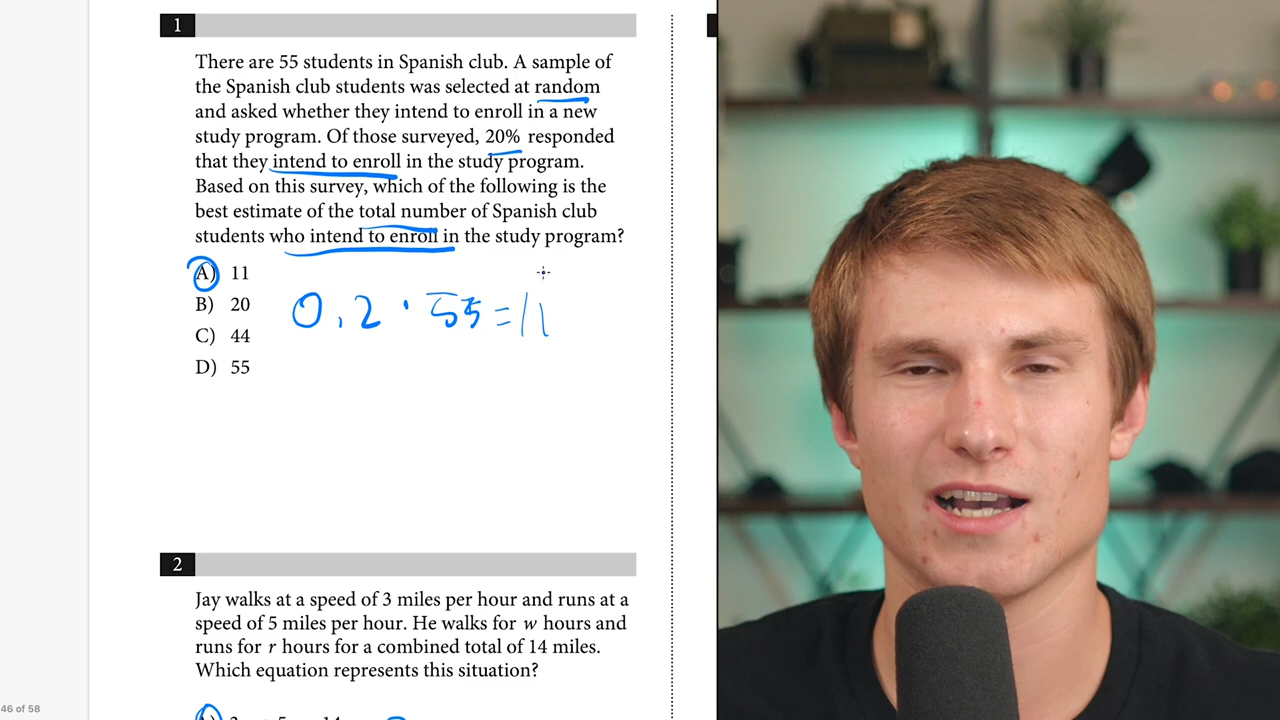 1
There are 55 students in Spanish club. A sample of
the Spanish club students was selected at random
and asked whether they intend to enroll in a new
study program. Of those surveyed, 20% responded
that they intend to enroll in the study program.
Based on this survey, which of the following is the
best estimate of the total number of Spanish club
students who intend to enroll in the study program?
A) 11
B) 20
C) 44
D) 55
0.2 · 55 = 11
2
Jay walks at a speed of 3 miles per hour and runs at a
speed of 5 miles per hour. He walks for w hours and
runs for r hours for a combined total of 14 miles.
Which equation represents this situation?
46 of 58